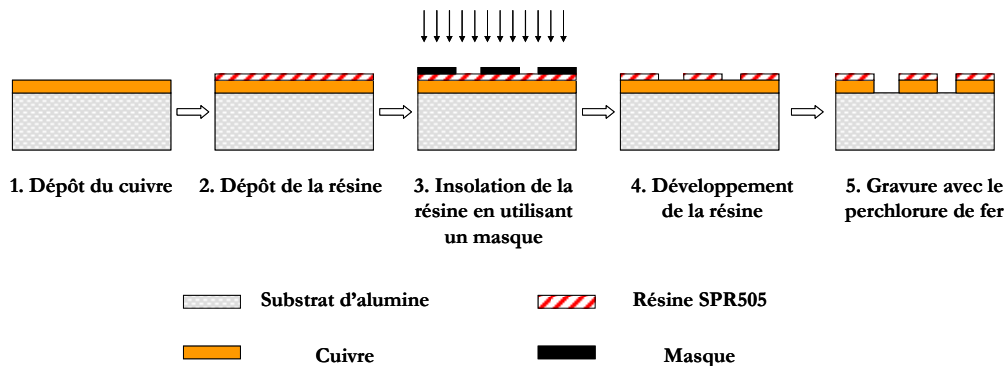 1. Dépôt du cuivre
2. Dépôt de la résine
3. Insolation de la
résine en utilisant
un masque
4. Développement
de la résine
5. Gravure avec le
perchlorure de fer
Substrat d'alumine
Résine SPR505
Cuivre
Masque